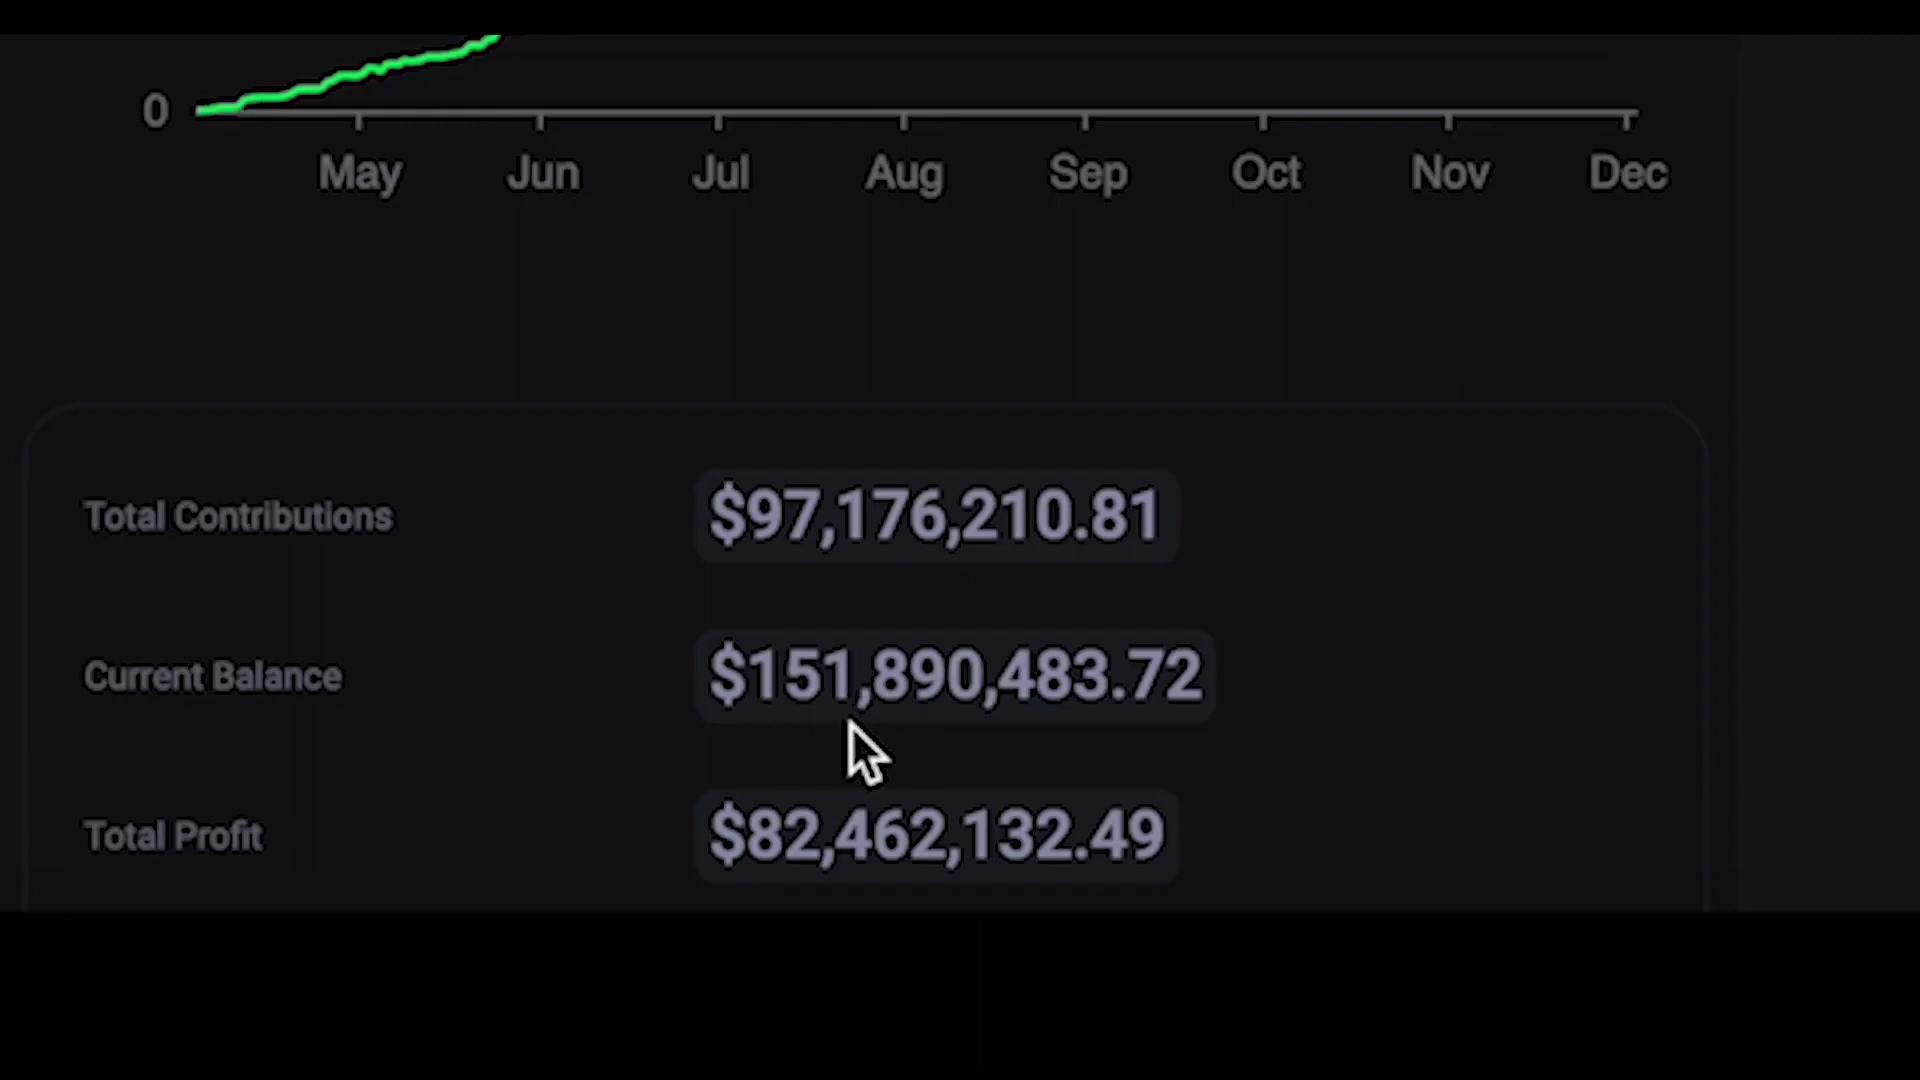 0
May Jun Jul Aug Sep Oct Nov Dec
Total Contributions $97,176,210.81
Current Balance $151,890,483.72
Total Profit $82,462,132.49